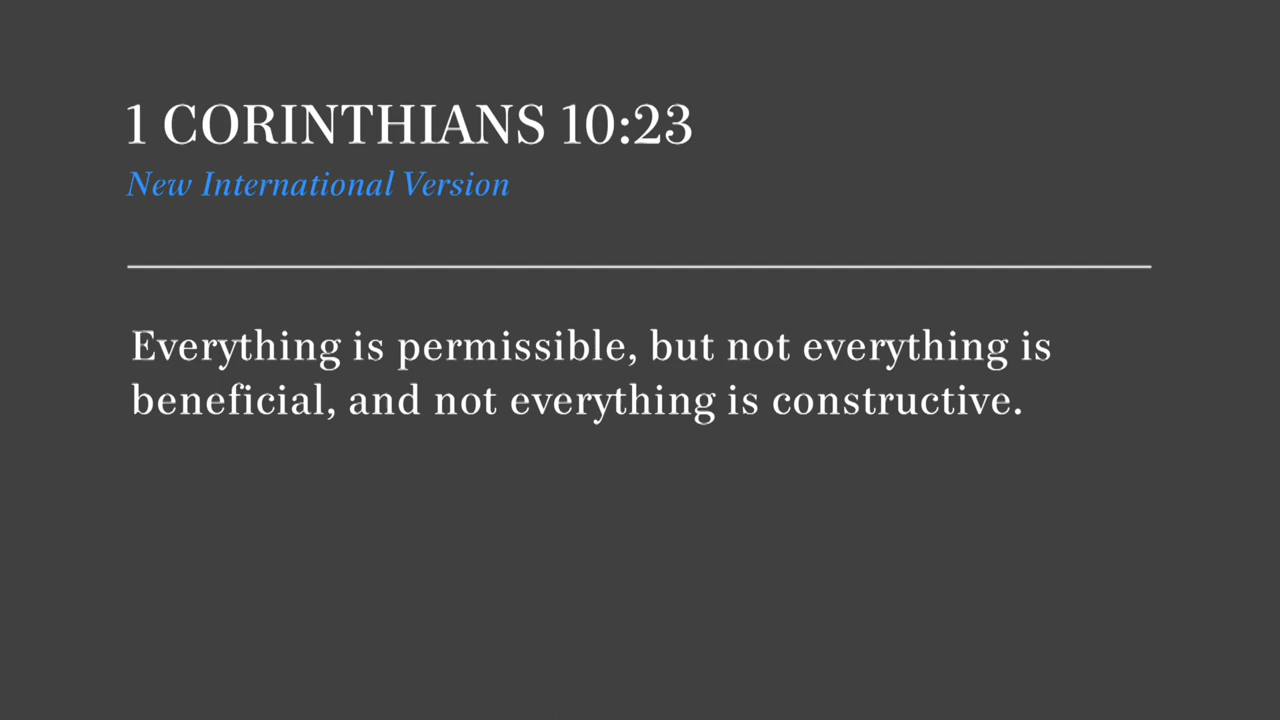 1 CORINTHIANS 10:23
New International Version
Everything is permissible, but not everything is
beneficial, and not everything is constructive.